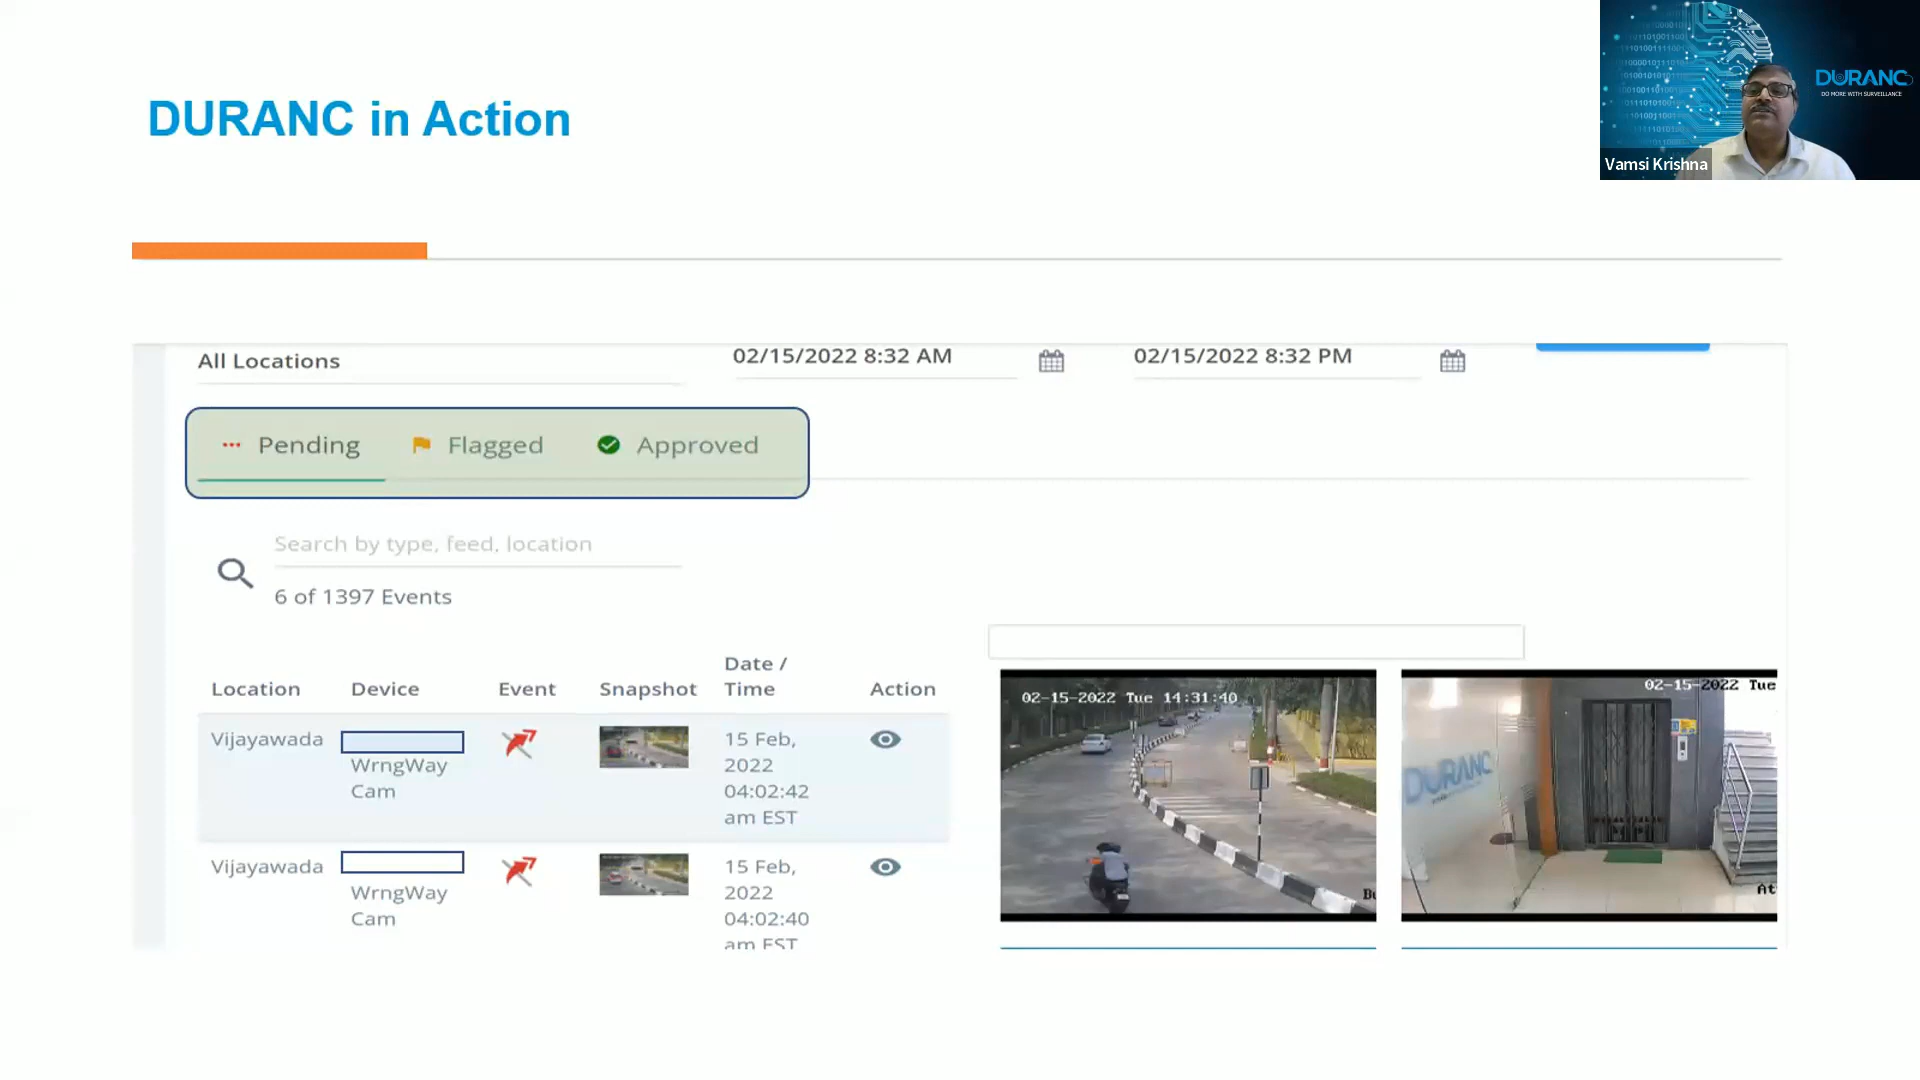 DURANC in Action
DURANC
DO MORE WITH SURVEILLANCE
Vamsi Krishna
All Locations
02/15/2022 8:32 AM
02/15/2022 8:32 PM
Pending
Flagged
Approved
Search by type, feed, location
6 of 1397 Events
Location
Device
Event
Snapshot
Date /
Time
Action
Vijayawada
WrngWay
Cam
15 Feb,
2022
04:02:42
am EST
Vijayawada
WrngWay
Cam
15 Feb,
2022
04:02:40
am EST
02-15-2022 Tue 14:31:40
02-15-2022 Tue
DURANC